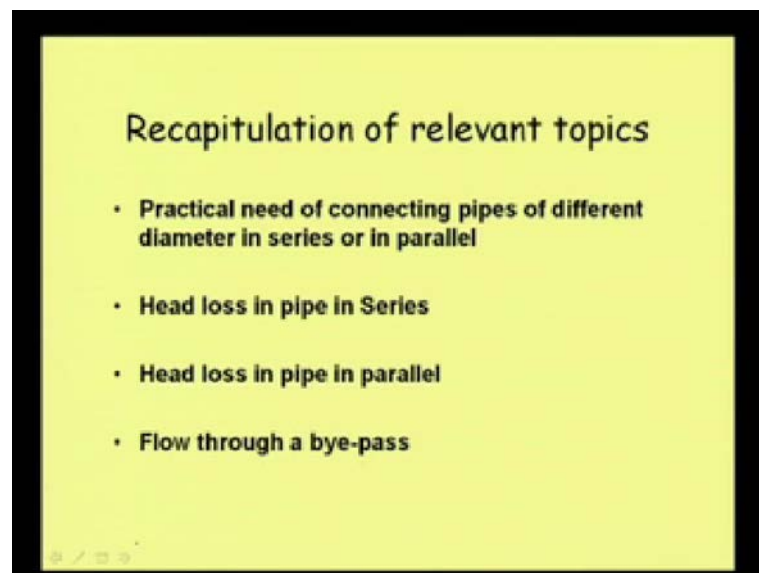 Recapitulation of relevant topics
• Practical need of connecting pipes of different
diameter in series or in parallel
• Head loss in pipe in Series
• Head loss in pipe in parallel
• Flow through a bye-pass